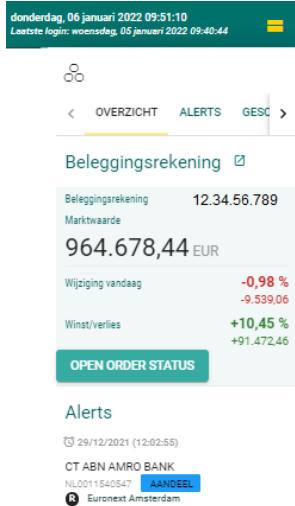 donderdag, 06 januari 2022 09:51:10
Laatste login: woensdag, 05 januari 2022 09:40:44
OVERZICHT ALERTS GESC
Beleggingsrekening
Beleggingsrekening 12.34.56.789
Marktwaarde
964.678,44 EUR
Wijziging vandaag -0,98 %
-9.539,06
Winst/verlies +10,45 %
+91.472,46
OPEN ORDER STATUS
Alerts
29/12/2021 (12:02:55)
CT ABN AMRO BANK
NL0011540547 AANDEEL
R Euronext Amsterdam